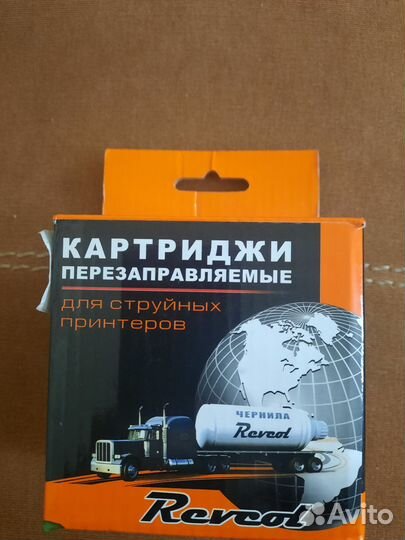 КАРТРИДЖИ
ПЕРЕЗАПРАВЛЯЕМЫЕ
для струйных
принтеров
ЧЕРНИЛА
Revcol
Revcol
Avito